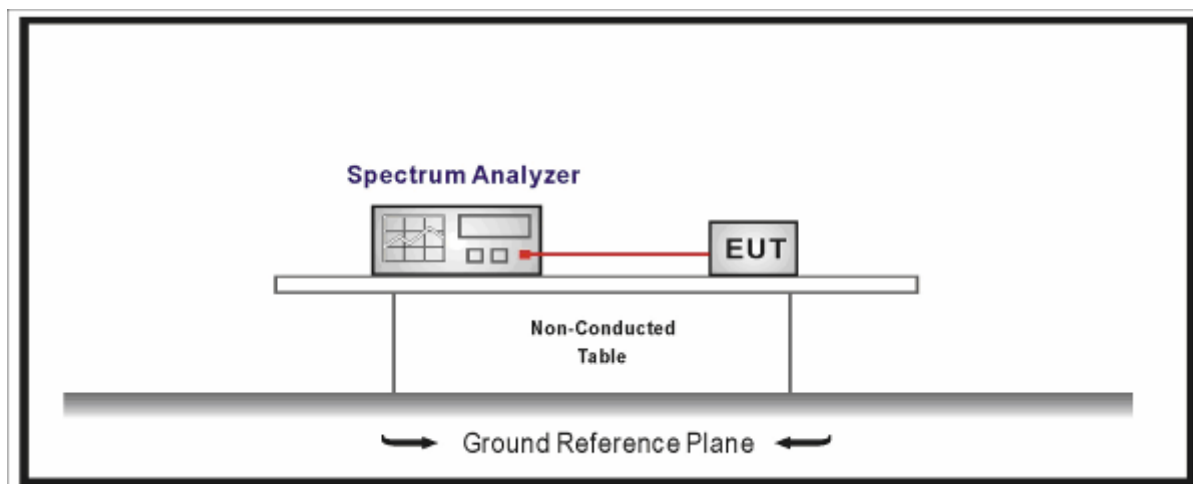 Spectrum Analyzer
EUT
Non-Conducted
Table
Ground Reference Plane